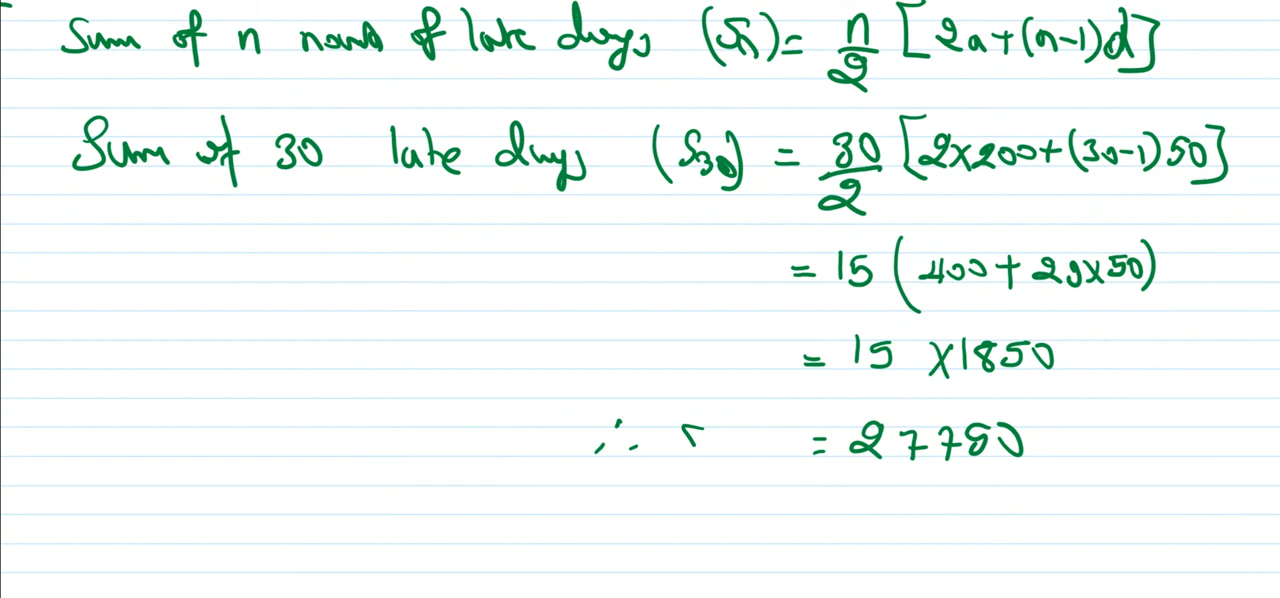 Sum of n numb of late days (Sn) = n/2 [2a+(n-1)d]
Sum of 30 late days (S30) = 30/2 [2×200+(30-1)50]
= 15 (400+29×50)
= 15 ×1850
∴ = 27750